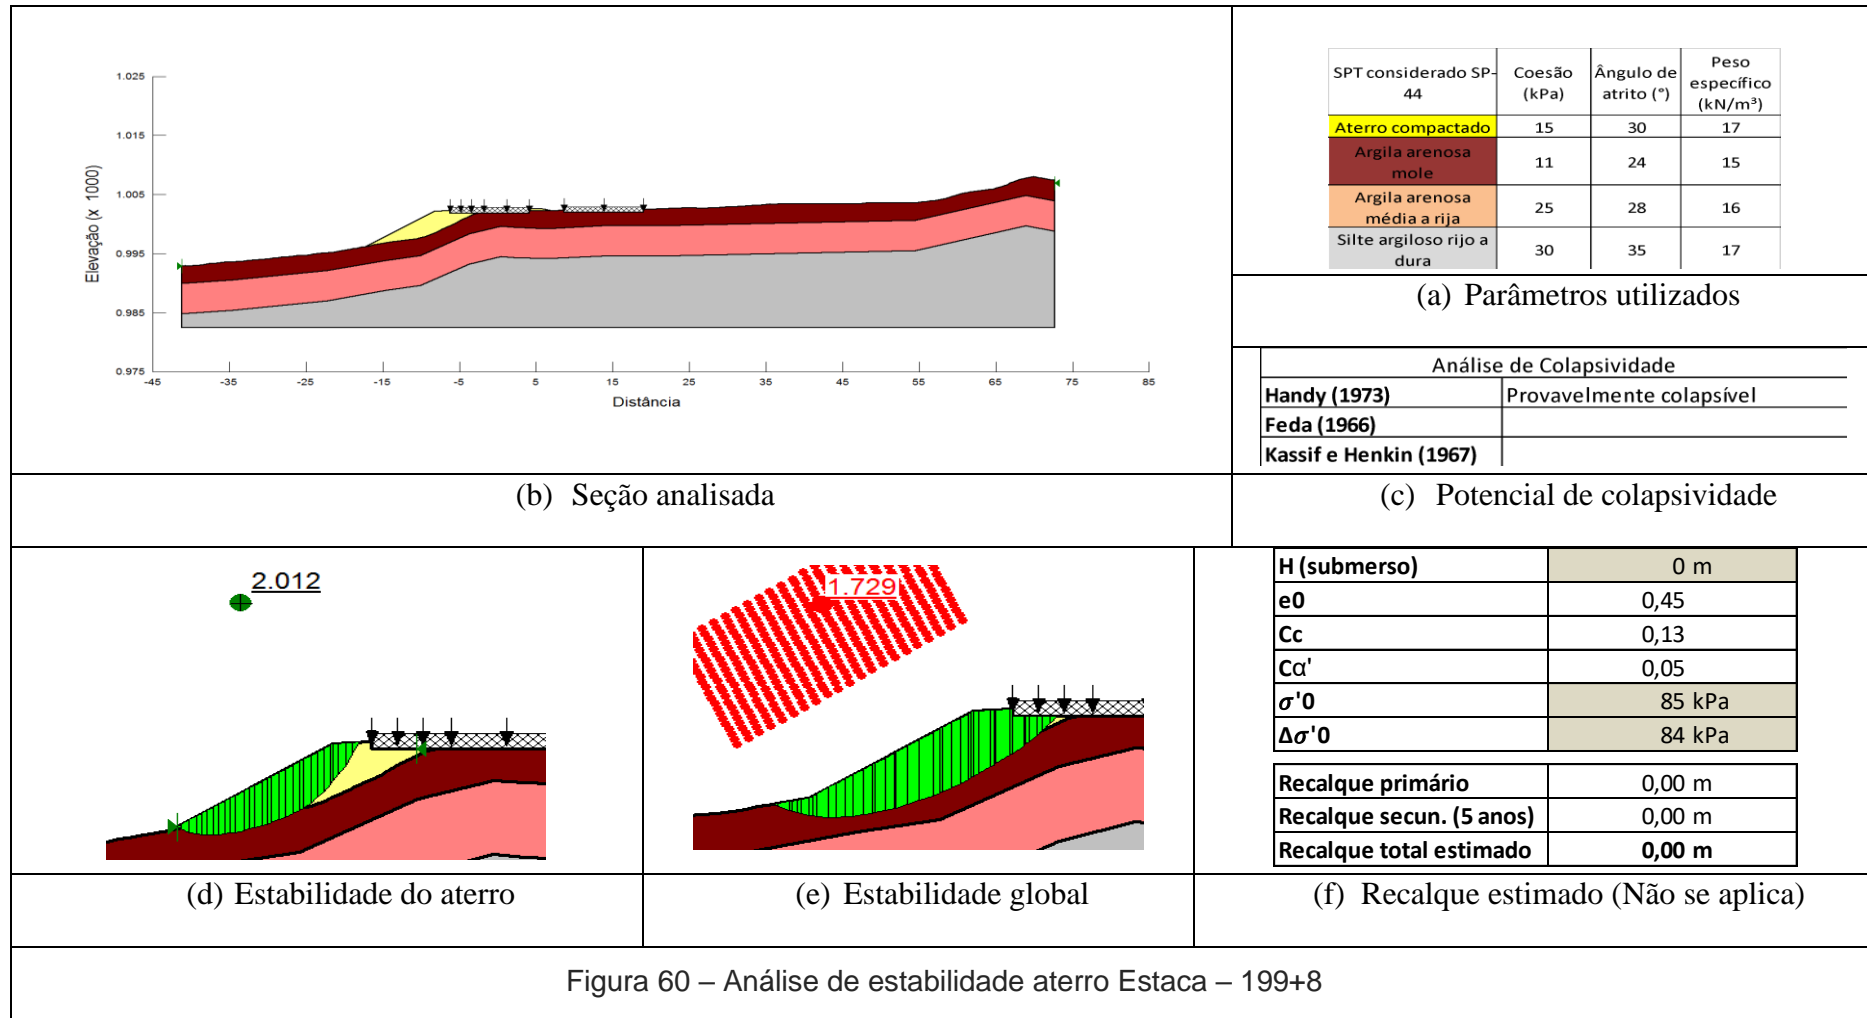 1.025
1.015
1.005
0.995
0.985
0.975
Elevação (x 1000)
-45 -35 -25 -15 -5 5 15 25 35 45 55 65 75 85
Distância
(b) Seção analisada
SPT considerado SP-44 Coesão (kPa) Ângulo de atrito (°) Peso específico (kN/m³)
Aterro compactado 15 30 17
Argila arenosa mole 11 24 15
Argila arenosa média a rija 25 28 16
Silte argiloso rijo a dura 30 35 17
(a) Parâmetros utilizados
Análise de Colapsividade
Handy (1973) Provavelmente colapsível
Feda (1966)
Kassif e Henkin (1967)
(c) Potencial de colapsividade
2.012
(d) Estabilidade do aterro
1.729
(e) Estabilidade global
H (submerso) 0 m
e0 0,45
Cc 0,13
Cα' 0,05
σ'0 85 kPa
Δσ'0 84 kPa
Recalque primário 0,00 m
Recalque secun. (5 anos) 0,00 m
Recalque total estimado 0,00 m
(f) Recalque estimado (Não se aplica)
Figura 60 – Análise de estabilidade aterro Estaca – 199+8